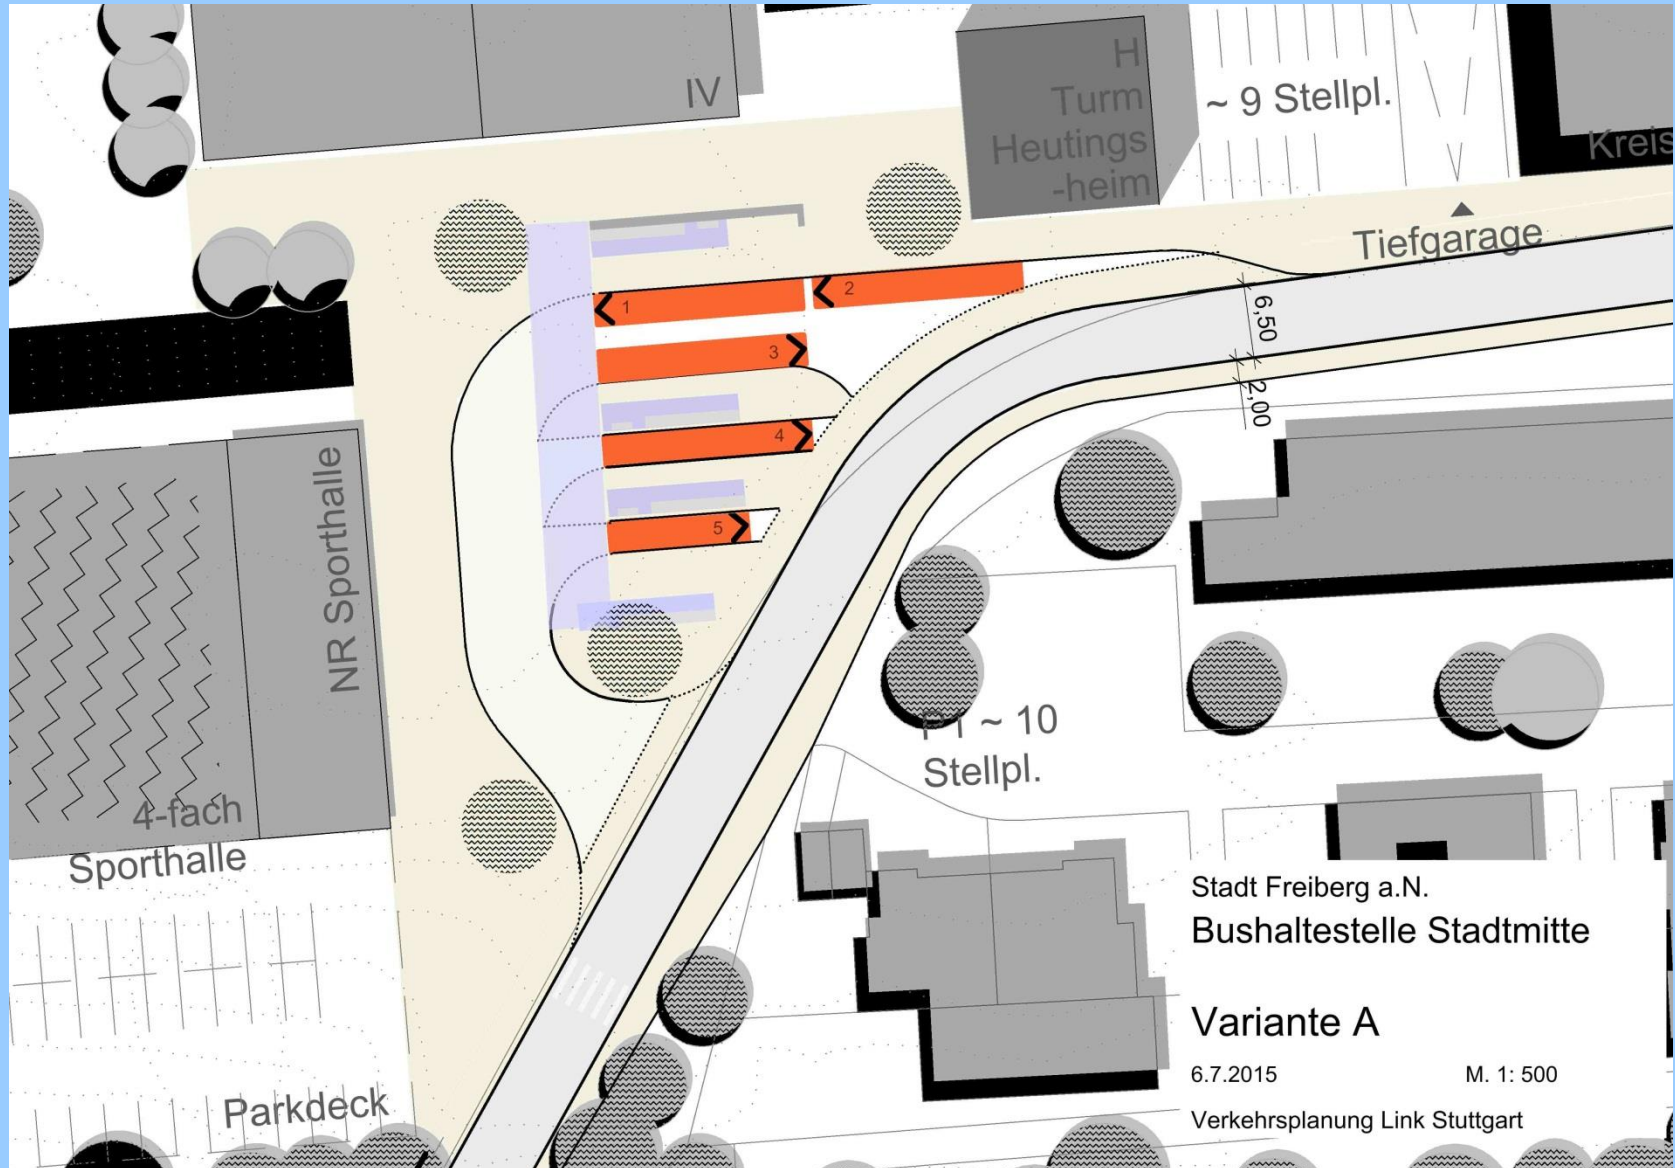 IV
H
Turm
Heutings
-heim
~ 9 Stellpl.
Kreis
Tiefgarage
1
2
3
4
5
6,50
2,00
NR Sporthalle
4-fach
Sporthalle
P1 ~ 10
Stellpl.
Parkdeck
Stadt Freiberg a.N.
Bushaltestelle Stadtmitte
Variante A
6.7.2015 M. 1: 500
Verkehrsplanung Link Stuttgart